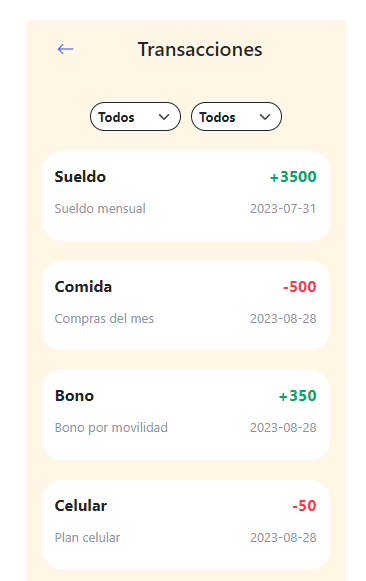 Transacciones
Todos Todos
Sueldo +3500
Sueldo mensual 2023-07-31
Comida -500
Compras del mes 2023-08-28
Bono +350
Bono por movilidad 2023-08-28
Celular -50
Plan celular 2023-08-28